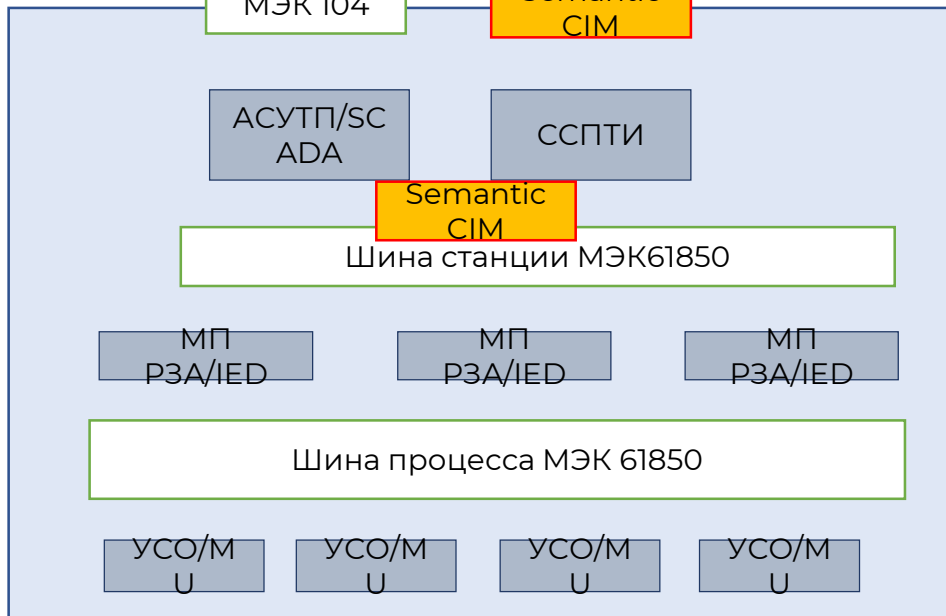 МЭК 104
Semantic
CIM
АСУТП/SC
ADA
ССПТИ
Semantic
CIM
Шина станции МЭК61850
МП
РЗА/IED
МП
РЗА/IED
МП
РЗА/IED
Шина процесса МЭК 61850
УСО/M
U
УСО/M
U
УСО/M
U
УСО/M
U